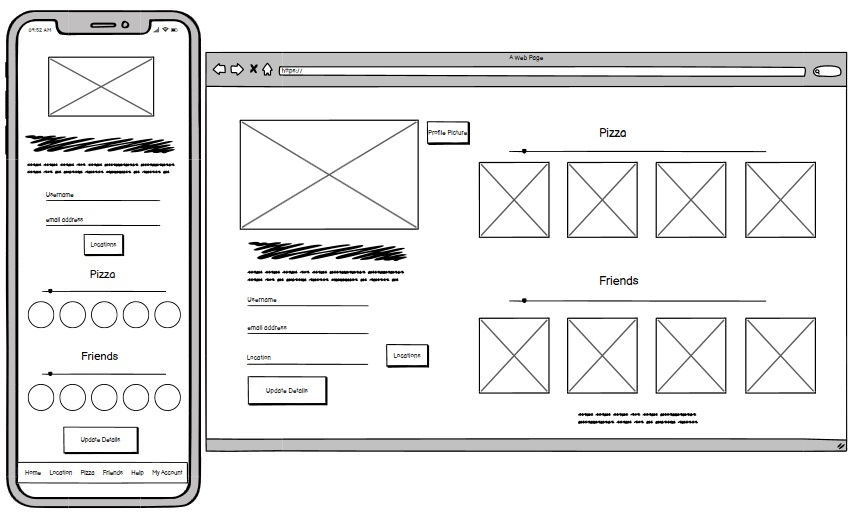 09:52 AM
Username
email address
Locations
Pizza
Friends
Update Details
Home Location Pizza Friends Help My Account
A Web Page
https://
Profile Picture
Username
email address
Location
Locations
Update Details
Pizza
Friends